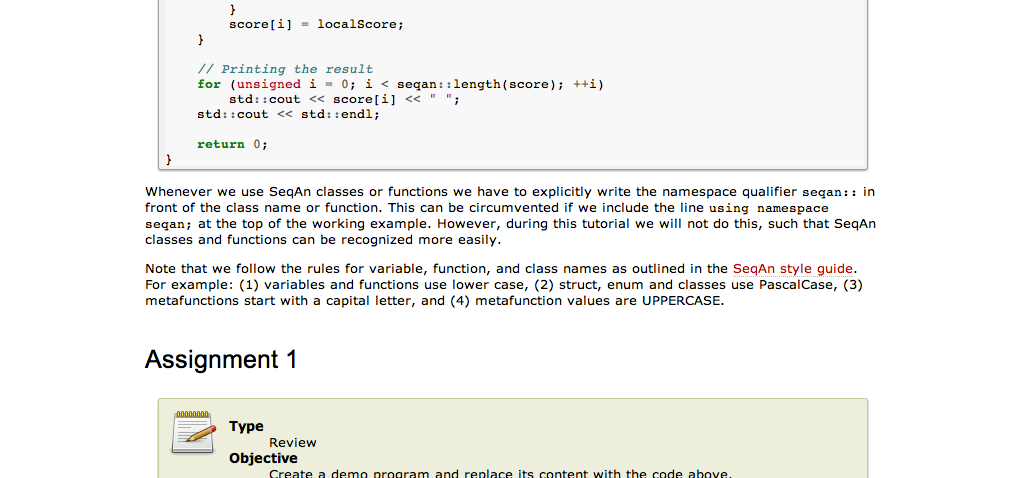 }
score[i] = localScore;
}
// Printing the result
for (unsigned i = 0; i < seqan::length(score); ++i)
std::cout << score[i] << " ";
std::cout << std::endl;
return 0;
}
Whenever we use SeqAn classes or functions we have to explicitly write the namespace qualifier seqan:: in
front of the class name or function. This can be circumvented if we include the line using namespace
seqan; at the top of the working example. However, during this tutorial we will not do this, such that SeqAn
classes and functions can be recognized more easily.
Note that we follow the rules for variable, function, and class names as outlined in the SeqAn style guide.
For example: (1) variables and functions use lower case, (2) struct, enum and classes use PascalCase, (3)
metafunctions start with a capital letter, and (4) metafunction values are UPPERCASE.
Assignment 1
Type
Review
Objective
Create a demo program and replace its content with the code above.